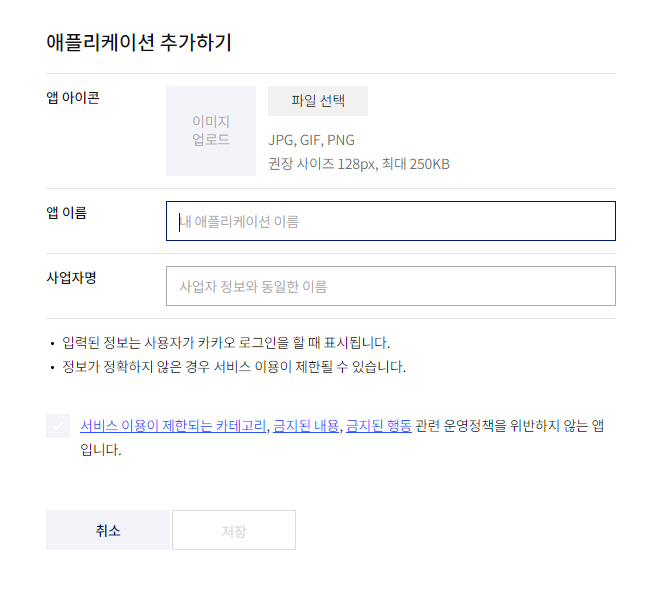 애플리케이션 추가하기
앱 아이콘
이미지
업로드
파일 선택
JPG, GIF, PNG
권장 사이즈 128px, 최대 250KB
앱 이름
내 애플리케이션 이름
사업자명
사업자 정보와 동일한 이름
• 입력된 정보는 사용자가 카카오 로그인을 할 때 표시됩니다.
• 정보가 정확하지 않은 경우 서비스 이용이 제한될 수 있습니다.
서비스 이용이 제한되는 카테고리, 금지된 내용, 금지된 행동 관련 운영정책을 위반하지 않는 앱
입니다.
취소
저장